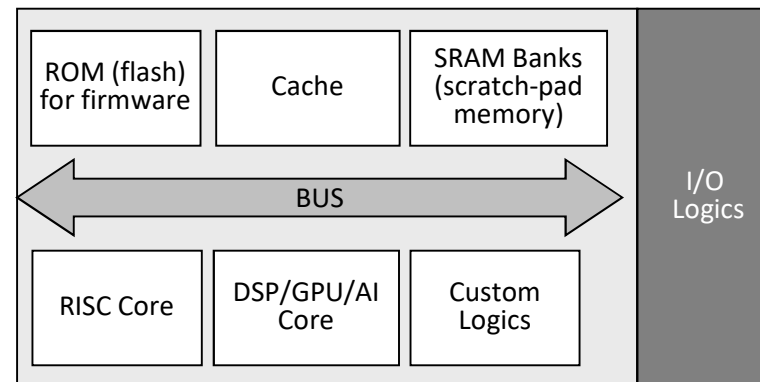 ROM (flash)
for firmware
Cache
SRAM Banks
(scratch-pad
memory)
BUS
I/O
Logics
RISC Core
DSP/GPU/AI
Core
Custom
Logics